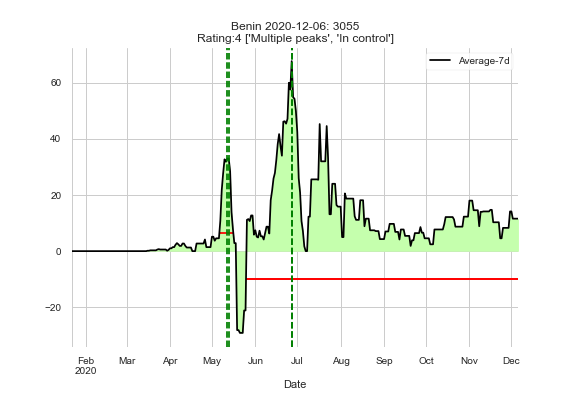 Benin 2020-12-06: 3055
Rating:4 ['Multiple peaks', 'In control']
Average-7d
60
40
20
0
−20
Feb Mar Apr May Jun Jul Aug Sep Oct Nov Dec
2020
Date